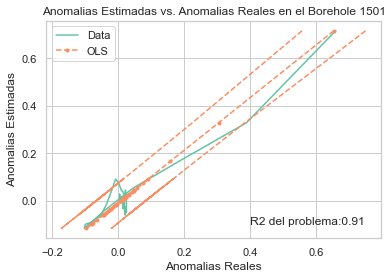 Anomalias Estimadas vs. Anomalias Reales en el Borehole 1501
Data
OLS
Anomalias Estimadas
0.6
0.4
0.2
0.0
R2 del problema:0.91
−0.2
0.0
0.2
0.4
0.6
Anomalias Reales